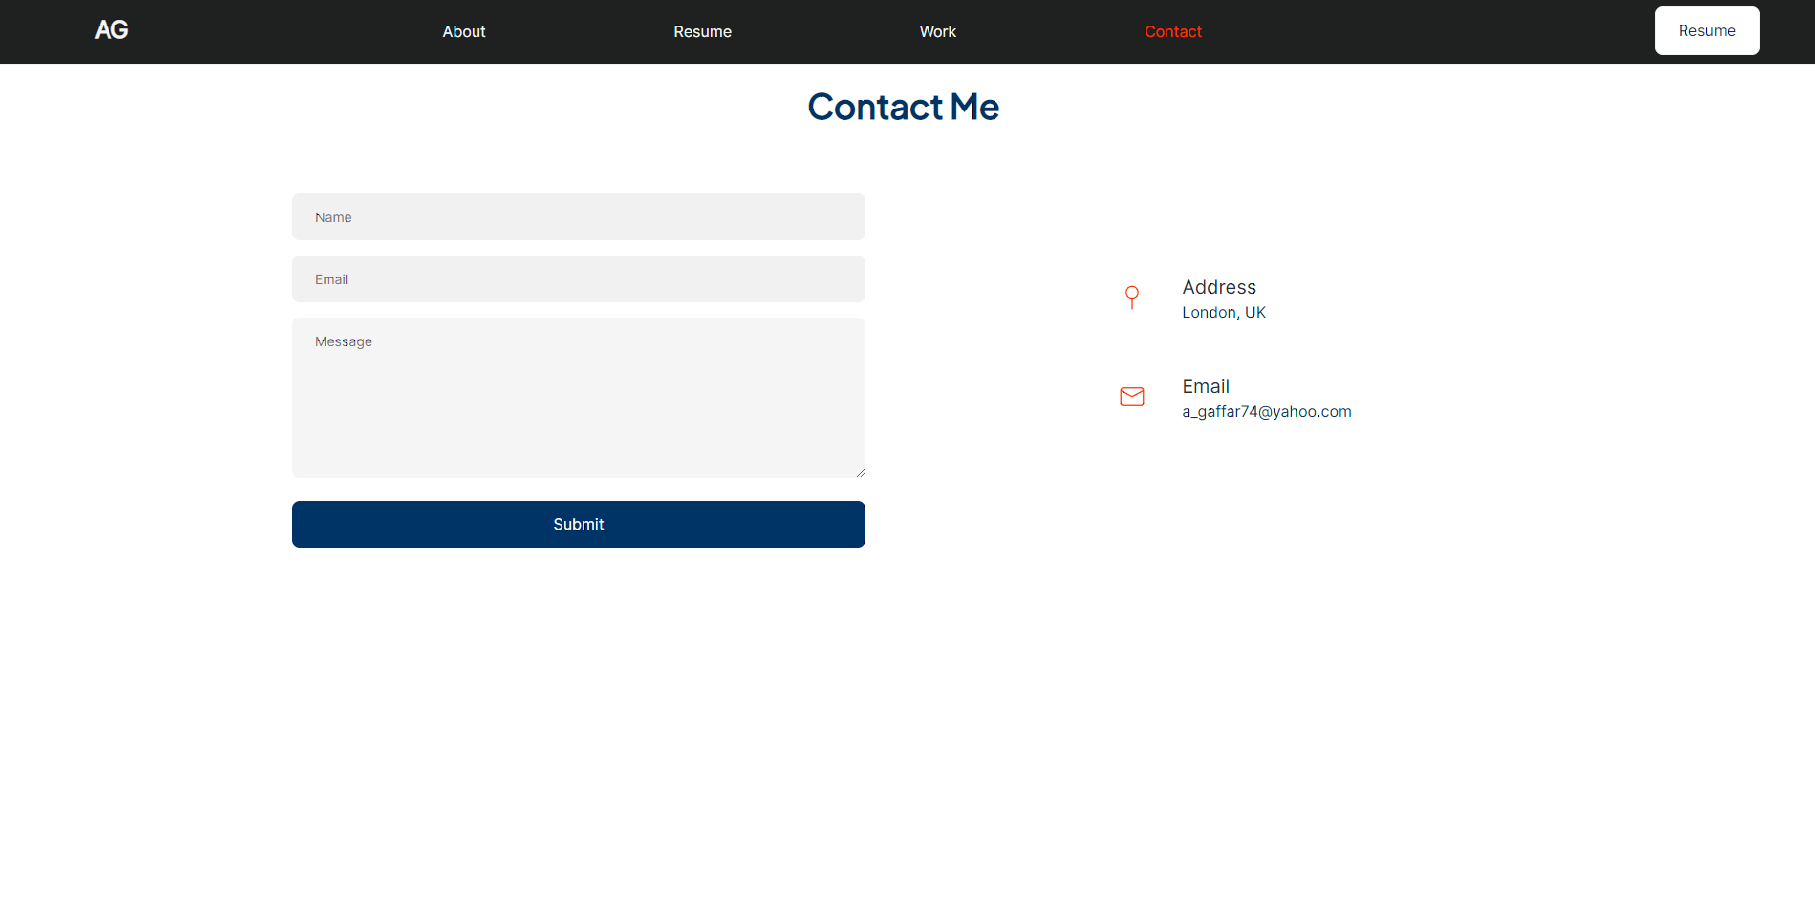 AG
About
Resume
Work
Contact
Resume
Contact Me
Name
Email
Message
Submit
Address
London, UK
Email
a_gaffar74@yahoo.com